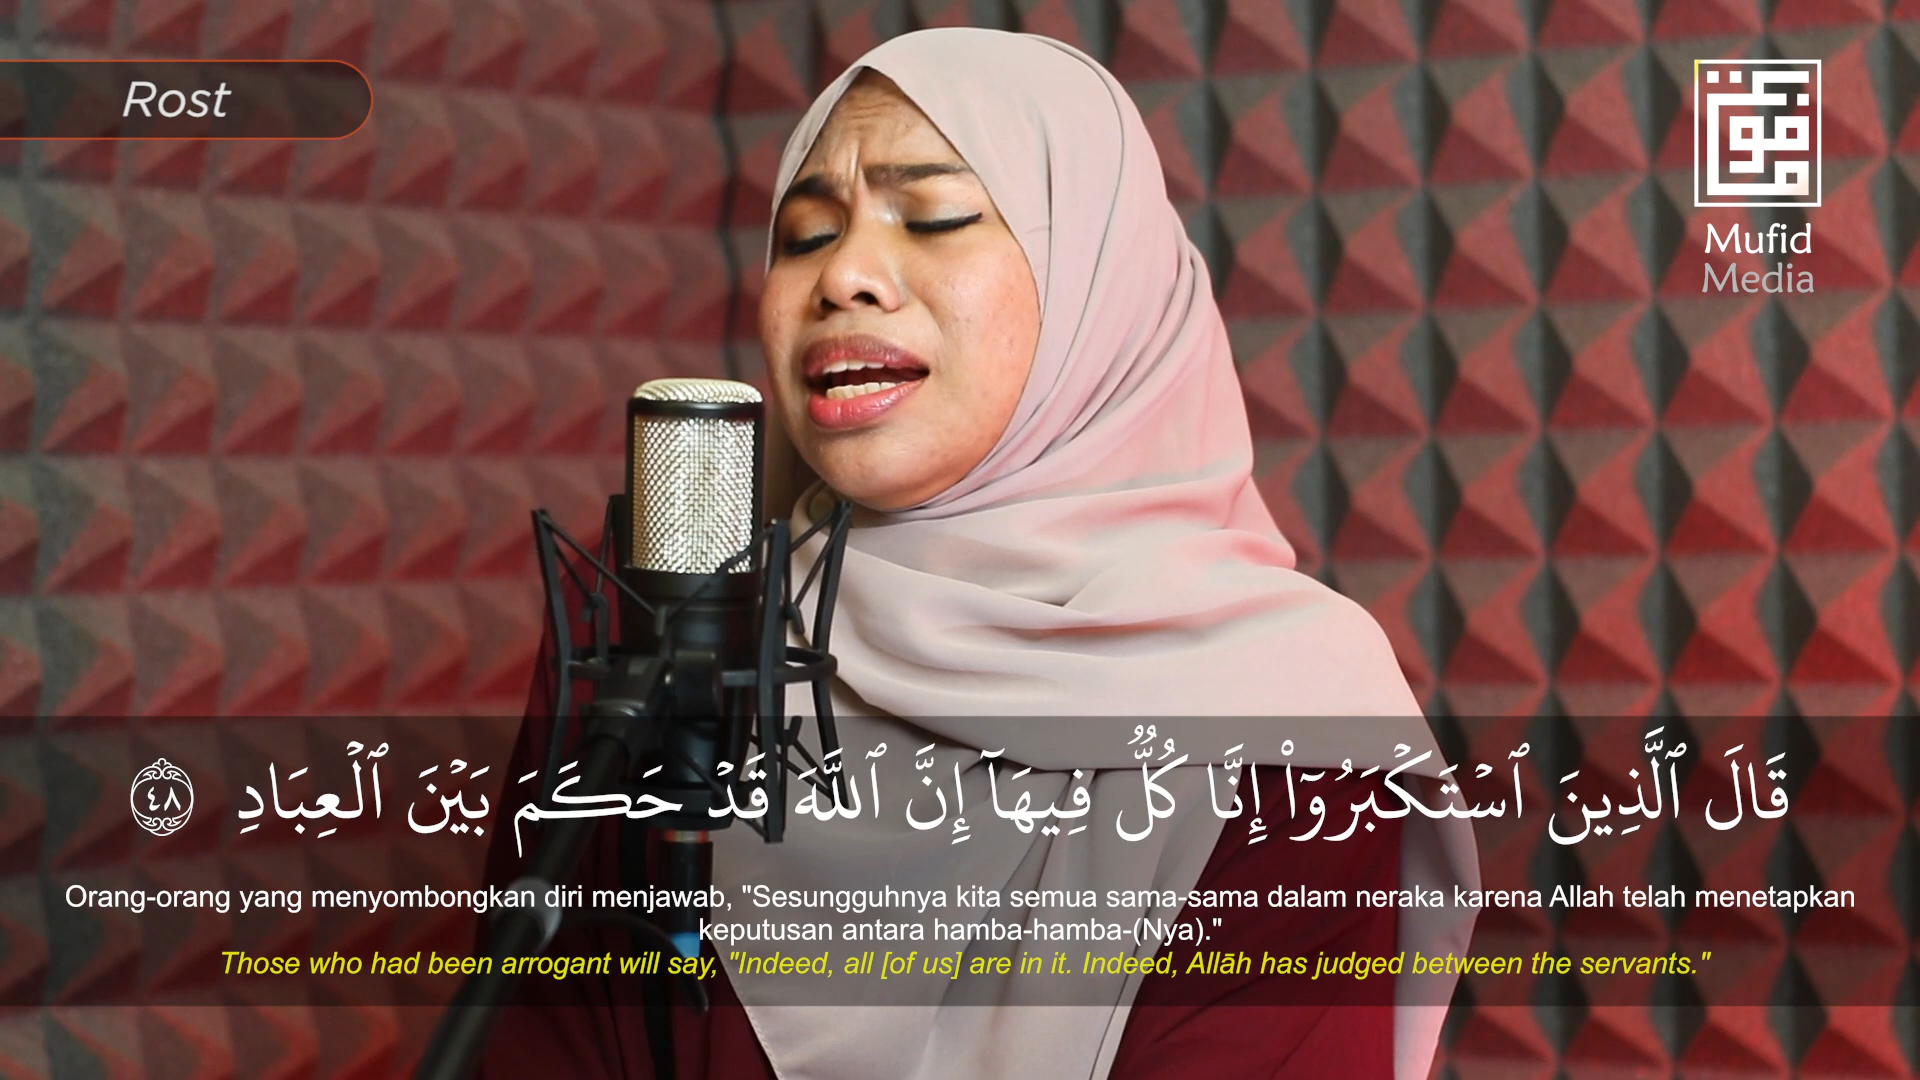 Rost
Mufid
Media
قَالَ ٱلَّذِينَ ٱسْتَكْبَرُوٓا۟ إِنَّا كُلٌّ فِيهَآ إِنَّ ٱللَّهَ قَدْ حَكَمَ بَيْنَ ٱلْعِبَادِ ٤٨
Orang-orang yang menyombongkan diri menjawab, "Sesungguhnya kita semua sama-sama dalam neraka karena Allah telah menetapkan
keputusan antara hamba-hamba-(Nya)."
Those who had been arrogant will say, "Indeed, all [of us] are in it. Indeed, Allāh has judged between the servants."